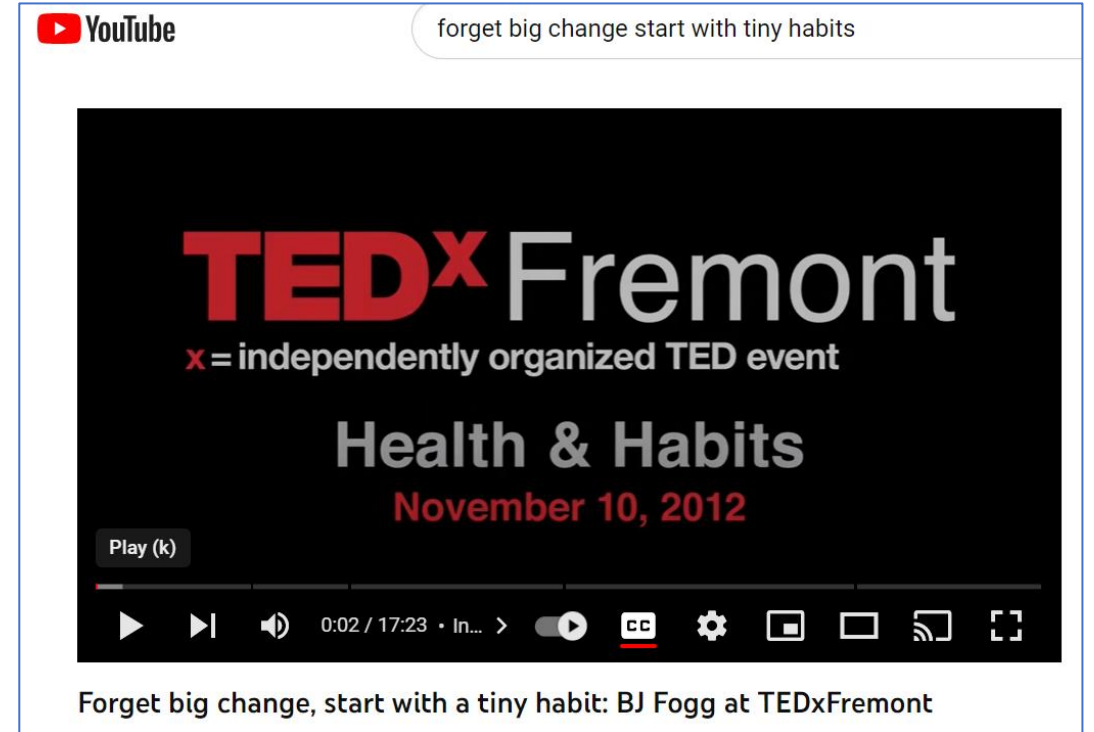 YouTube
forget big change start with tiny habits
TEDx Fremont
x = independently organized TED event
Health & Habits
November 10, 2012
Play (k)
0:02 / 17:23 • In... CC
Forget big change, start with a tiny habit: BJ Fogg at TEDxFremont